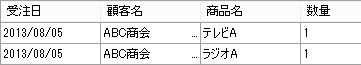 受注日 顧客名 商品名 数量
2013/08/05 ABC商会 ... テレビA 1
2013/08/05 ABC商会 ... ラジオA 1